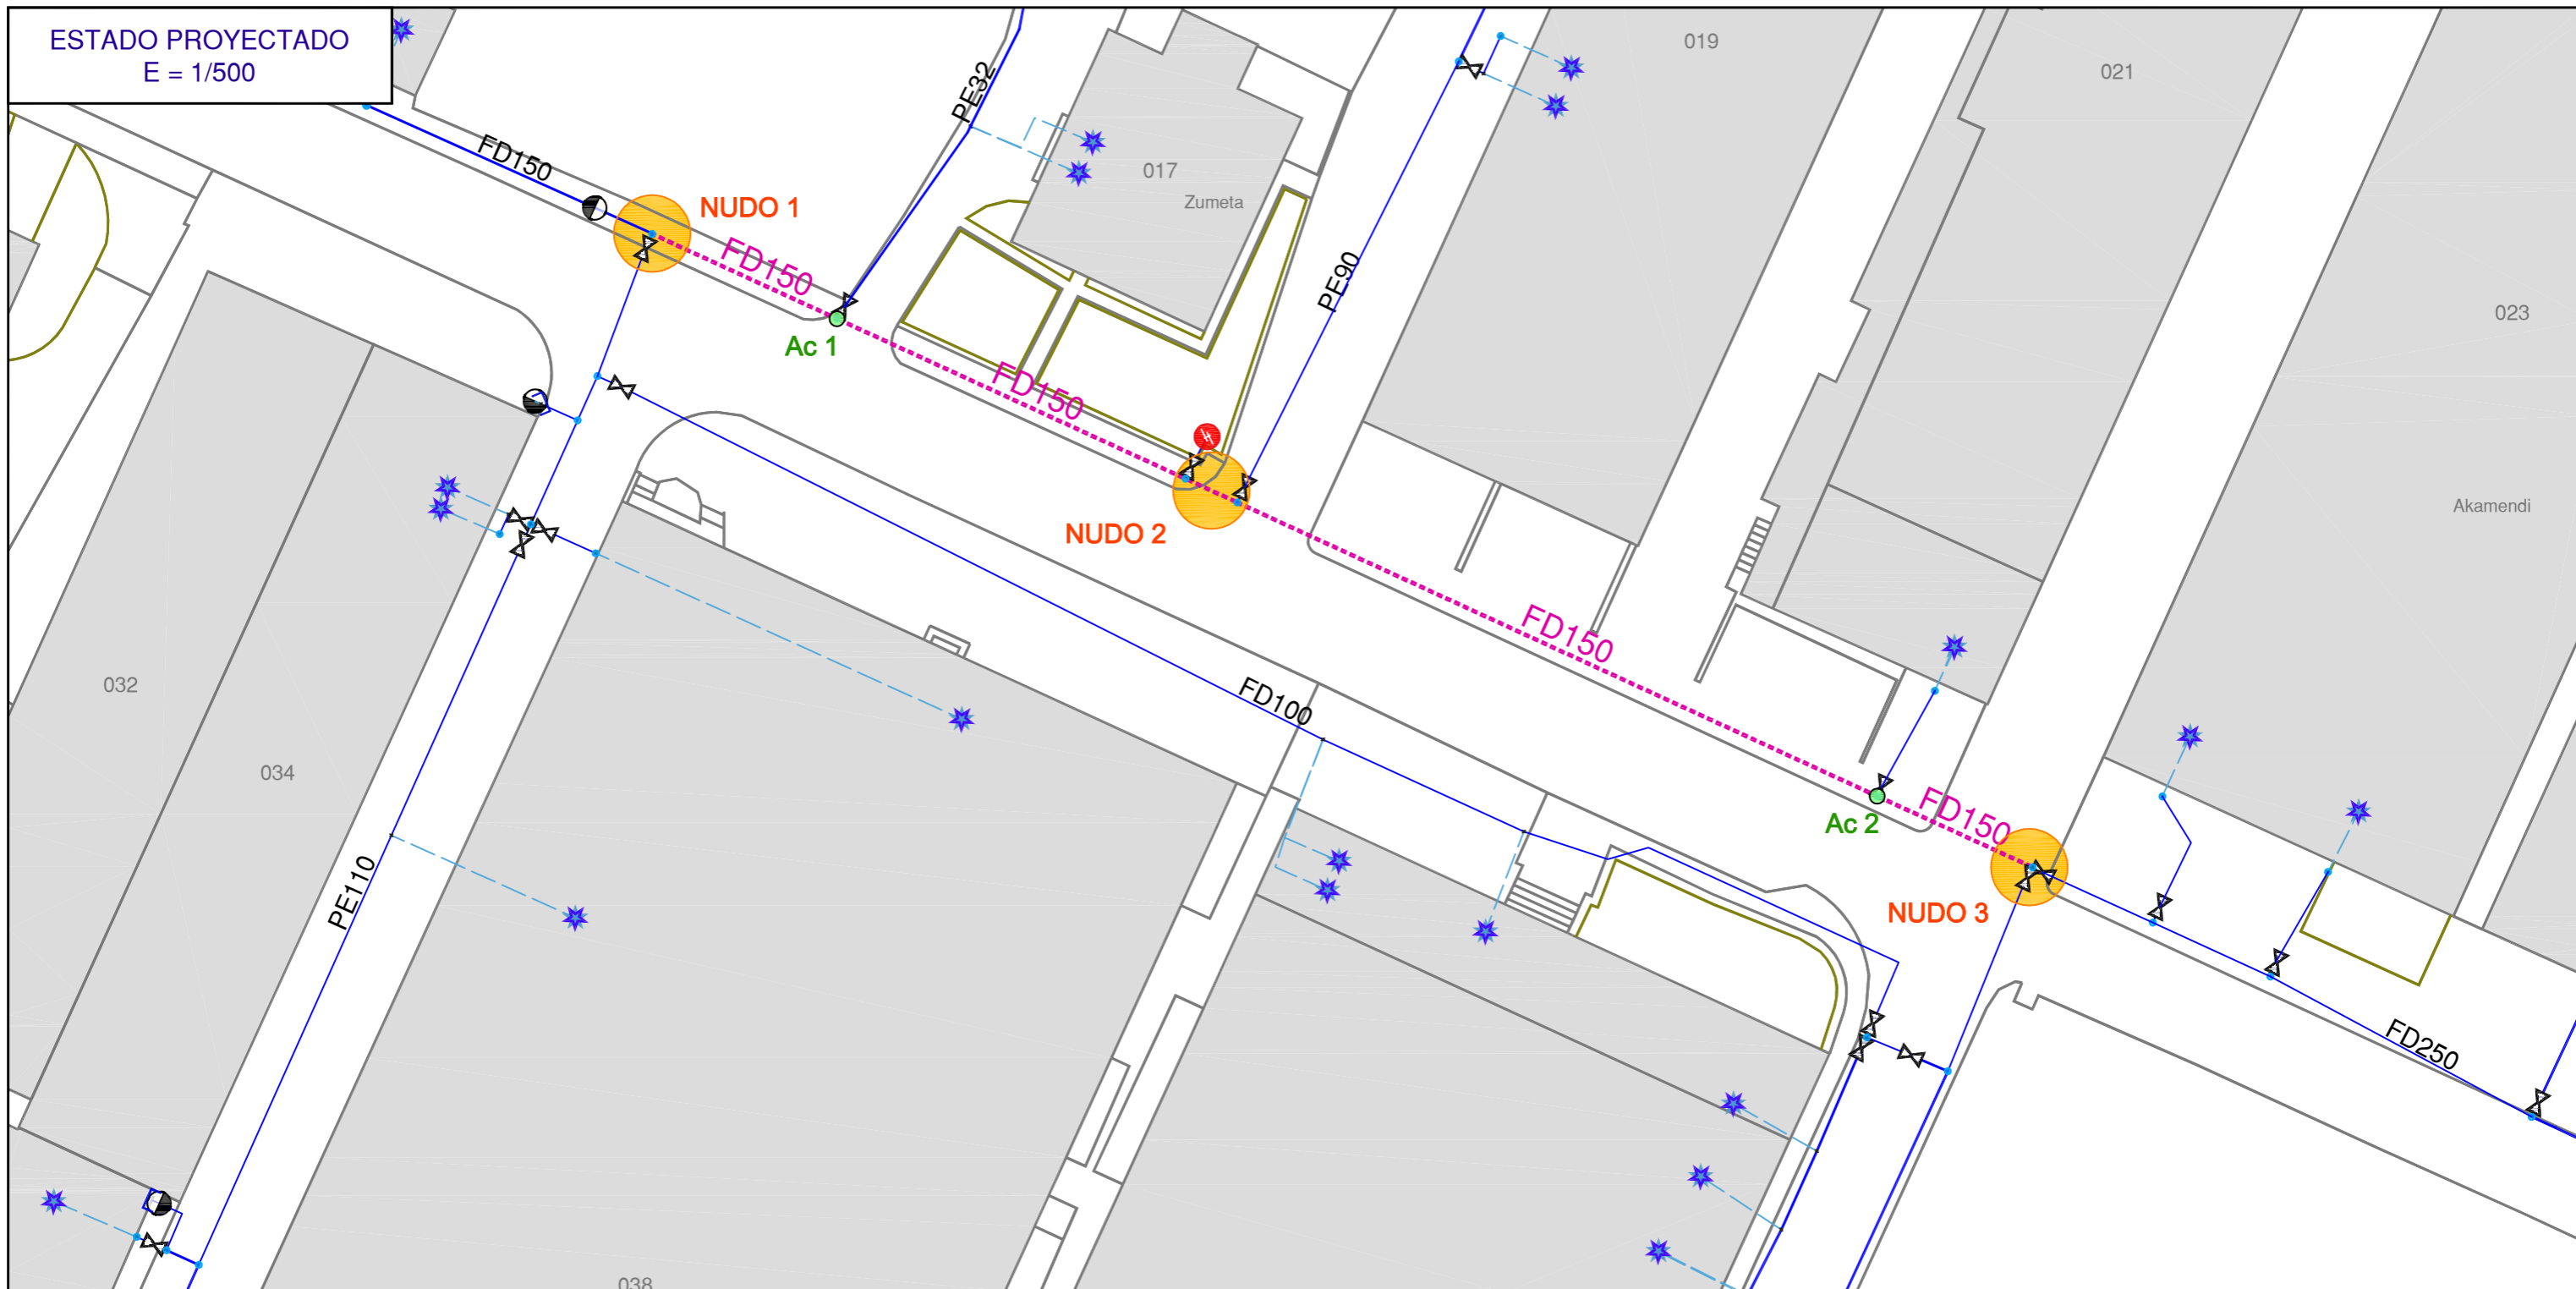 ESTADO PROYECTADO
E = 1/500
019
021
PE32
FD150
017
Zumeta
NUDO 1
FD150
PE90
023
Ac 1
FD150
Akamendi
NUDO 2
FD150
032
FD100
034
FD150
Ac 2
PE110
NUDO 3
FD250
038